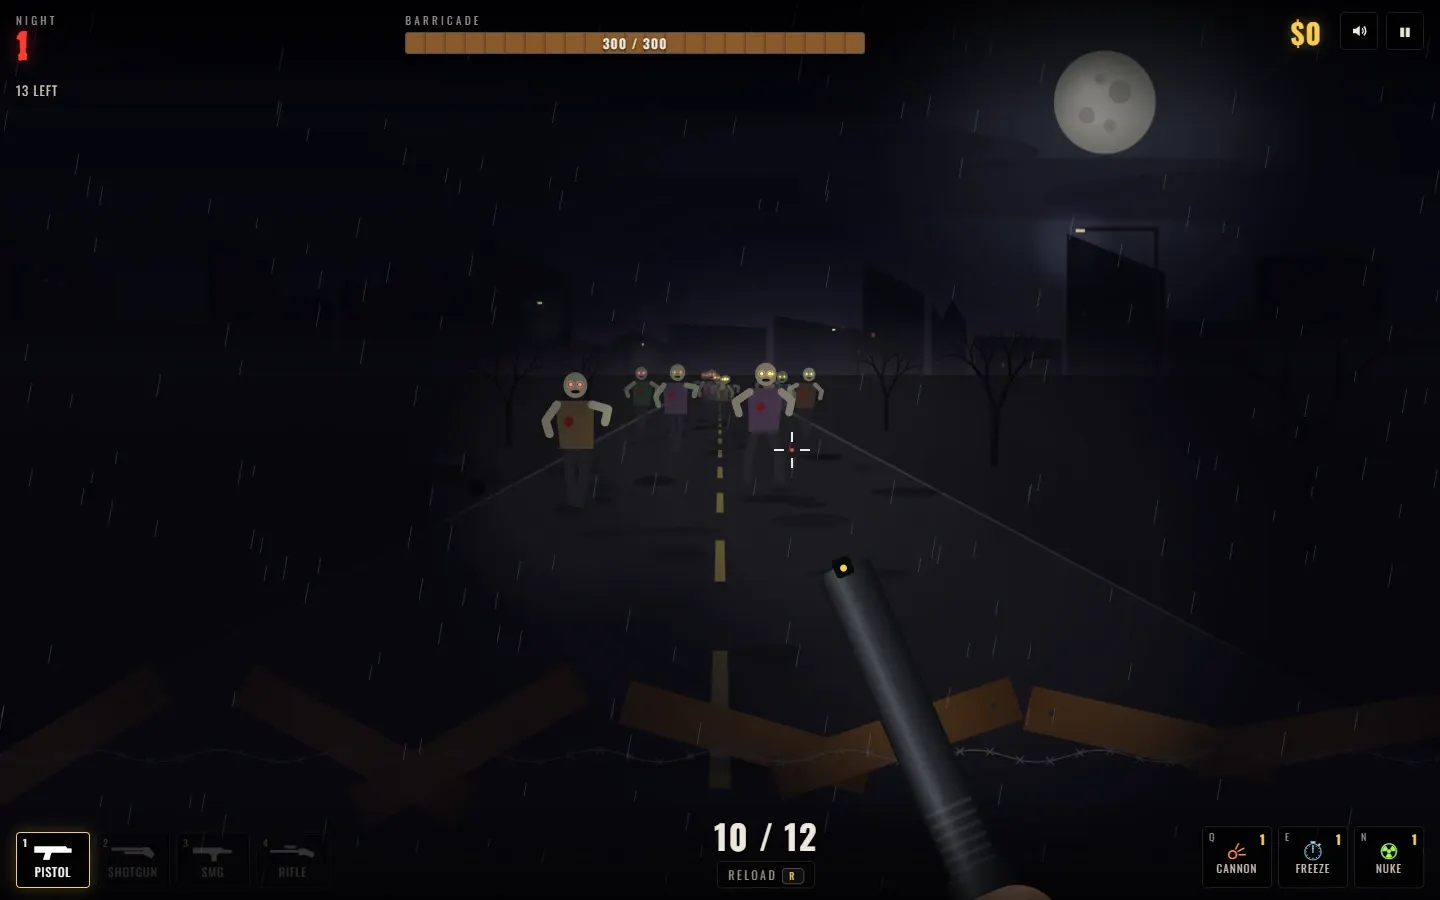 NIGHT
1
13 LEFT
BARRICADE
300 / 300
$0
10 / 12
RELOAD R
1
PISTOL
2
SHOTGUN
3
SMG
4
RIFLE
Q 1
CANNON
E 1
FREEZE
N 1
NUKE